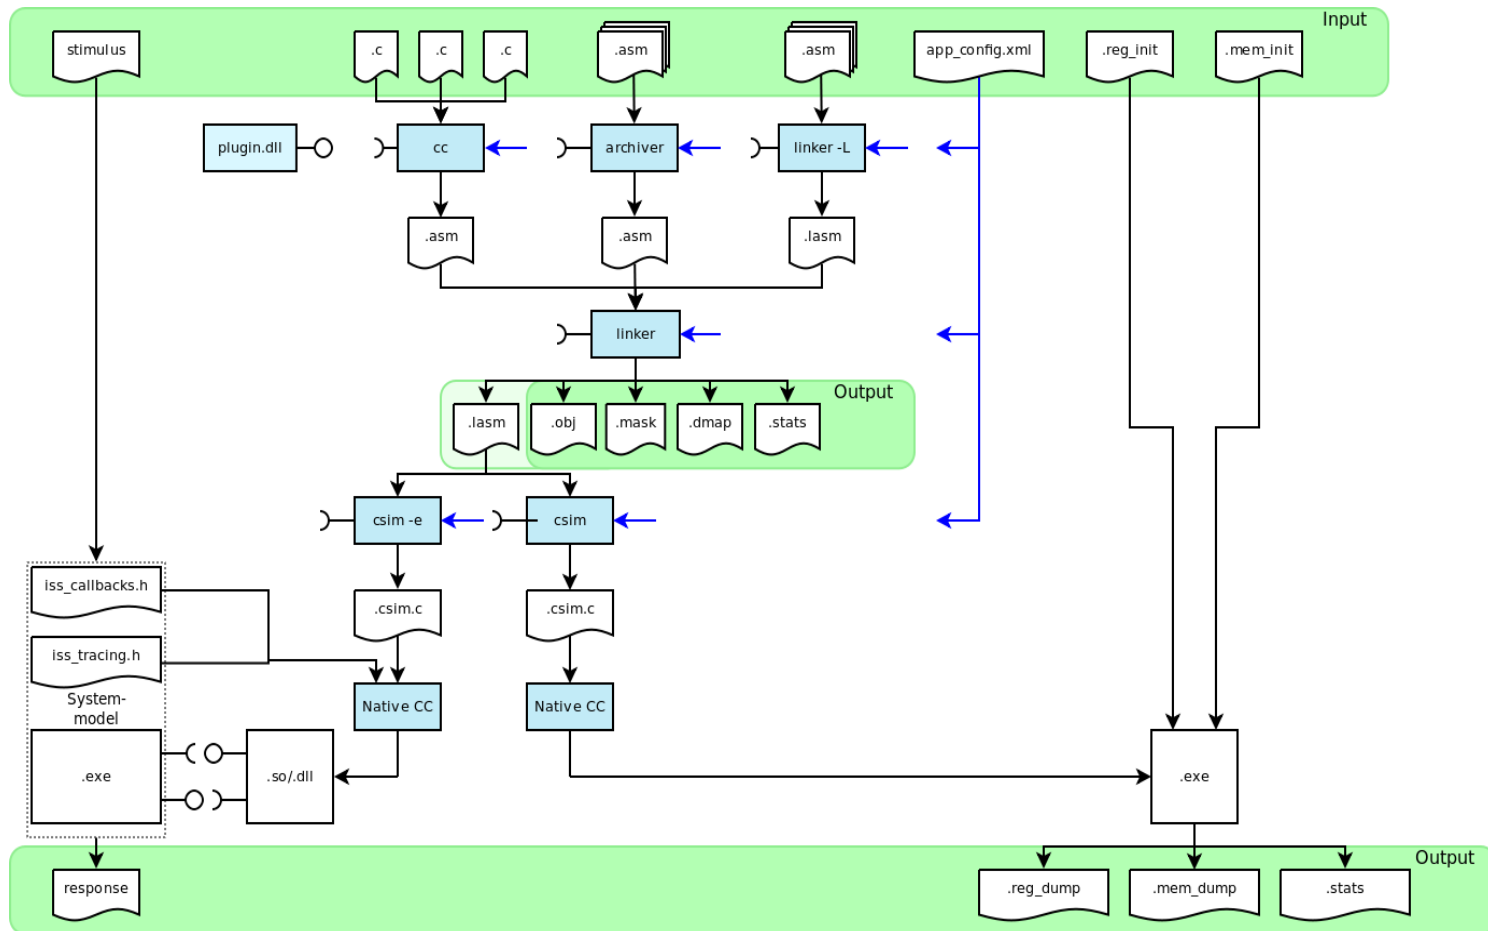 Input
stimulus
.c
.c
.c
.asm
.asm
app_config.xml
.reg_init
.mem_init
plugin.dll
cc
archiver
linker -L
.asm
.asm
.lasm
linker
Output
.lasm
.obj
.mask
.dmap
.stats
csim -e
csim
iss_callbacks.h
.csim.c
.csim.c
iss_tracing.h
System-
model
Native CC
Native CC
.exe
.so/.dll
.exe
Output
response
.reg_dump
.mem_dump
.stats